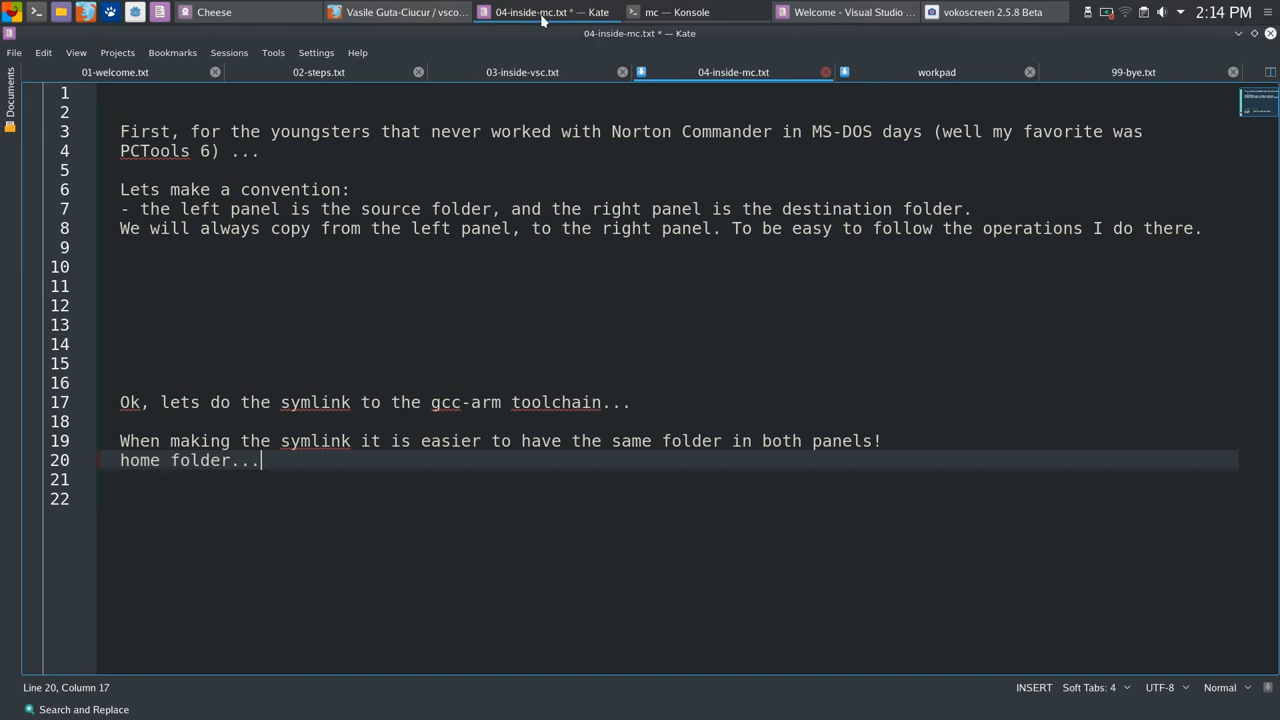 Cheese
Vasile Guta-Ciucur / vsco...
04-inside-mc.txt * — Kate
mc — Konsole
Welcome - Visual Studio ...
vokoscreen 2.5.8 Beta
2:14 PM
04-inside-mc.txt * — Kate
File Edit View Projects Bookmarks Sessions Tools Settings Help
Documents
01-welcome.txt
02-steps.txt
03-inside-vsc.txt
04-inside-mc.txt
workpad
99-bye.txt
1
2
3 First, for the youngsters that never worked with Norton Commander in MS-DOS days (well my favorite was
4 PCTools 6) ...
5
6 Lets make a convention:
7 - the left panel is the source folder, and the right panel is the destination folder.
8 We will always copy from the left panel, to the right panel. To be easy to follow the operations I do there.
9
10
11
12
13
14
15
16
17 Ok, lets do the symlink to the gcc-arm toolchain...
18
19 When making the symlink it is easier to have the same folder in both panels!
20 home folder...
21
22
Line 20, Column 17
INSERT
Soft Tabs: 4
UTF-8
Normal
Search and Replace